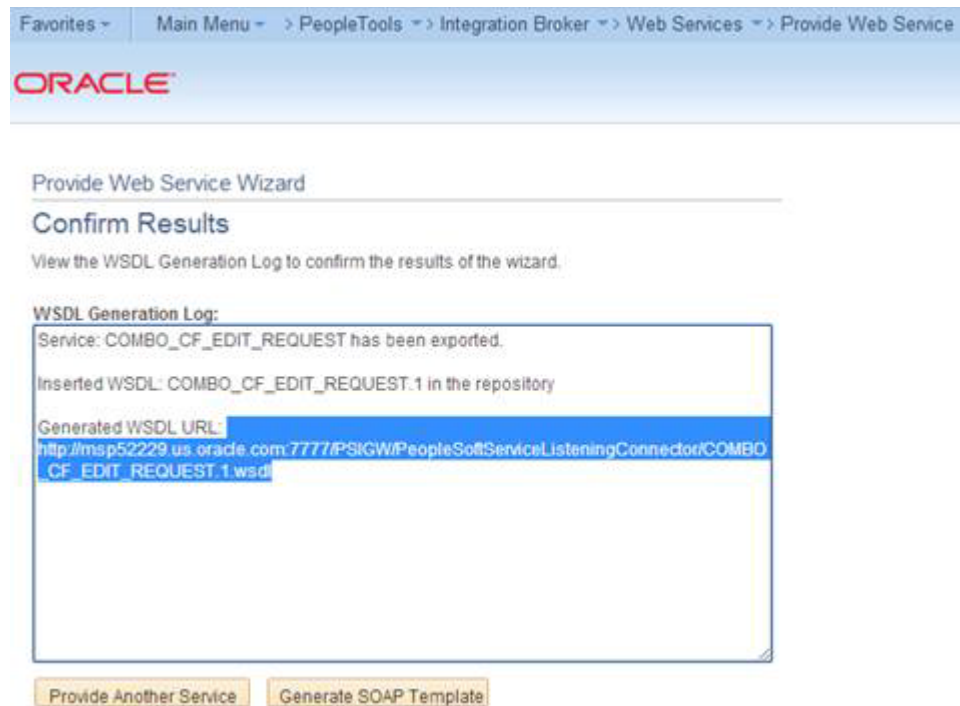 Favorites Main Menu > PeopleTools > Integration Broker > Web Services > Provide Web Service
ORACLE
Provide Web Service Wizard
Confirm Results
View the WSDL Generation Log to confirm the results of the wizard.
WSDL Generation Log:
Service: COMBO_CF_EDIT_REQUEST has been exported.
Inserted WSDL: COMBO_CF_EDIT_REQUEST.1 in the repository
Generated WSDL URL:
http://msp52229.us.oracle.com:7777/PSIGW/PeopleSoftServiceListeningConnector/COMBO
_CF_EDIT_REQUEST.1.wsdl
Provide Another Service Generate SOAP Template